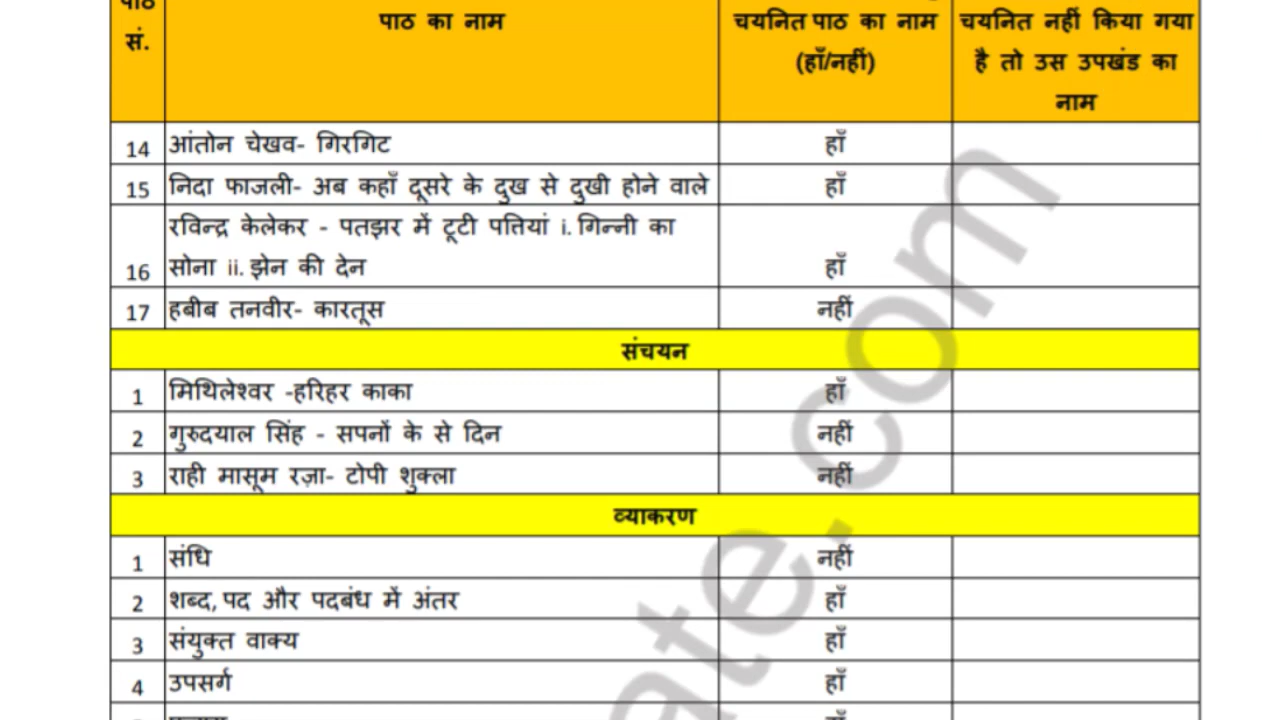 पाठ
सं.
पाठ का नाम
चयनित पाठ का नाम
(हाँ/नहीं)
चयनित नहीं किया गया
है तो उस उपखंड का
नाम
14 आंतोन चेखव- गिरगिट हाँ
15 निदा फाजली- अब कहाँ दूसरे के दुख से दुखी होने वाले हाँ
रविन्द्र केलेकर - पतझर में टूटी पत्तियां i. गिन्नी का
16 सोना ii. झेन की देन हाँ
17 हबीब तनवीर- कारतूस नहीं
संचयन
1 मिथिलेश्वर -हरिहर काका हाँ
2 गुरुदयाल सिंह - सपनों के से दिन नहीं
3 राही मासूम रज़ा- टोपी शुक्ला नहीं
व्याकरण
1 संधि नहीं
2 शब्द, पद और पदबंध में अंतर हाँ
3 संयुक्त वाक्य हाँ
4 उपसर्ग हाँ
ate.com